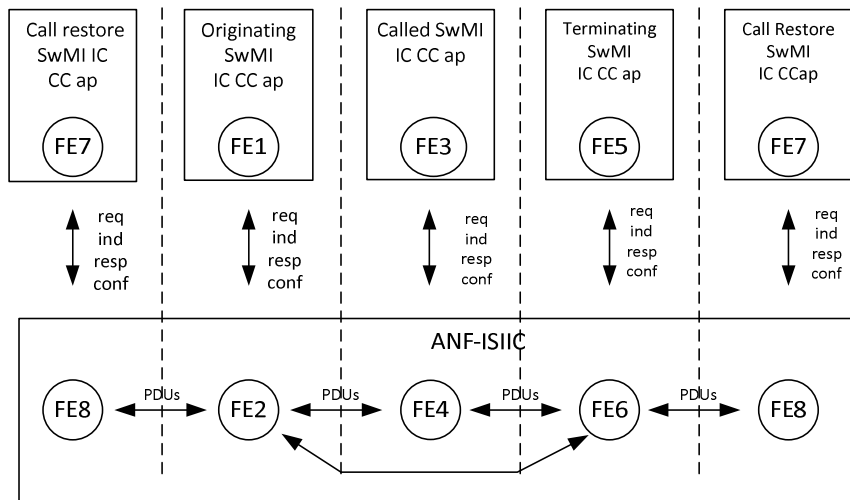 Call restore
SwMI IC
CC ap
FE7
Originating
SwMI
IC CC ap
FE1
Called SwMI
IC CC ap
FE3
Terminating
SwMI
IC CC ap
FE5
Call Restore
SwMI
IC CCap
FE7
req
ind
resp
conf
req
ind
resp
conf
req
ind
resp
conf
req
ind
resp
conf
req
ind
resp
conf
ANF-ISIIC
FE8
PDUs
FE2
PDUs
FE4
PDUs
FE6
PDUs
FE8